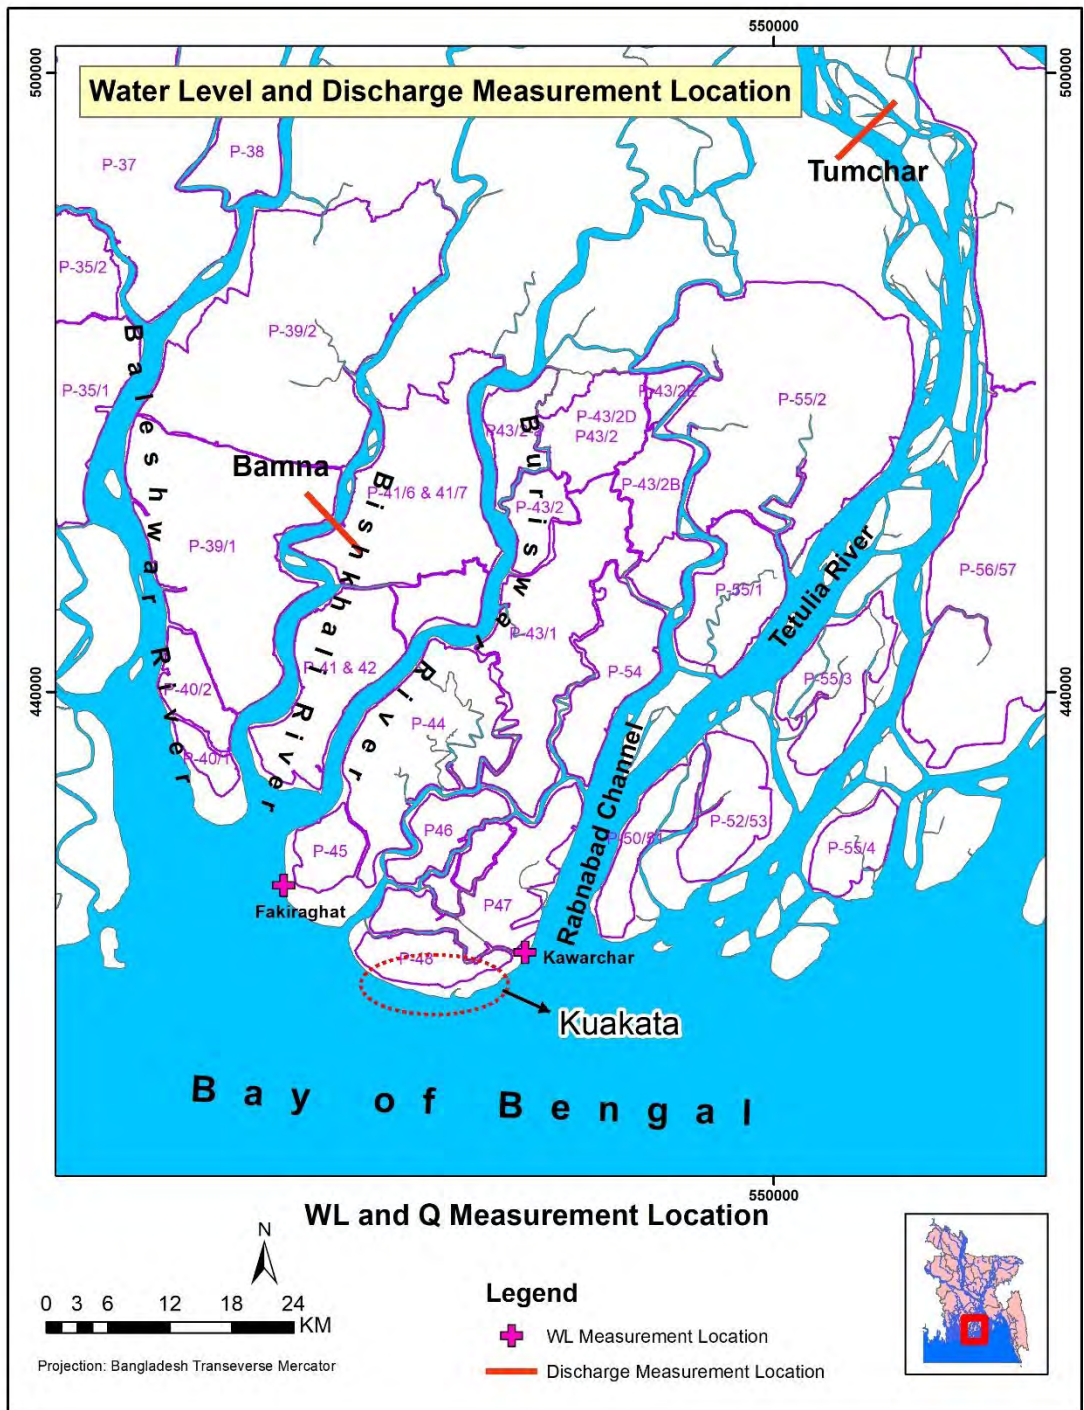 550000
500000
500000
Water Level and Discharge Measurement Location
P-37
P-38
Tumchar
P-35/2
P-39/2
Baleshwar River
P-35/1
P-43/2E
P-55/2
P-43/2D
P43/2
Buriswar River
Bamna
Bishkhali River
P-41/6 & 41/7
P-43/2B
P-43/2
P-39/1
Tetulia River
P-55/1
P-56/57
P-43/1
P-41 & 42
P-54
P-55/3
P-40/2
440000
440000
P-44
P-40/1
Rabnabad Channel
P46
P-50/51
P-52/53
P-45
P-55/4
P47
Fakiraghat
P-48
Kawarchar
Kuakata
Bay of Bengal
550000
WL and Q Measurement Location
N
0 3 6 12 18 24
KM
Projection: Bangladesh Transeverse Mercator
Legend
WL Measurement Location
Discharge Measurement Location